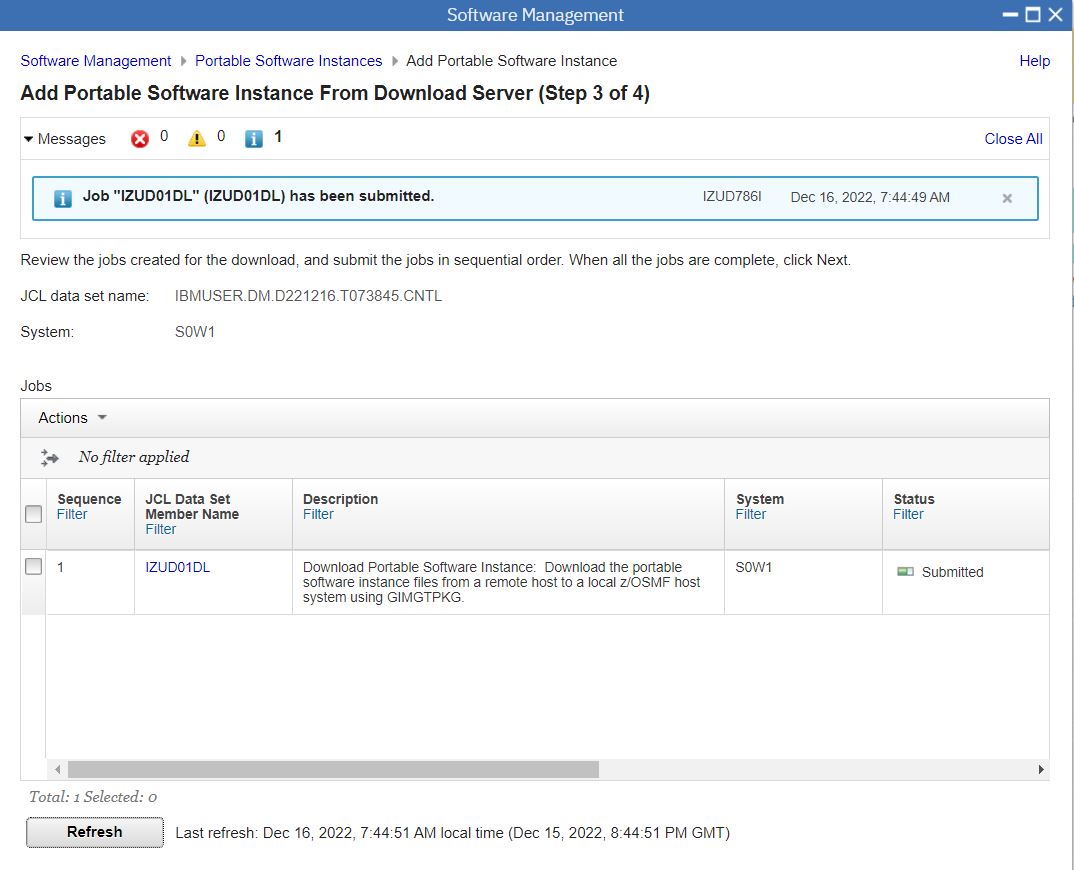 Software Management
Software Management Portable Software Instances Add Portable Software Instance Help
Add Portable Software Instance From Download Server (Step 3 of 4)
Messages 0 0 1 Close All
Job "IZUD01DL" (IZUD01DL) has been submitted. IZUD786I Dec 16, 2022, 7:44:49 AM
Review the jobs created for the download, and submit the jobs in sequential order. When all the jobs are complete, click Next.
JCL data set name: IBMUSER.DM.D221216.T073845.CNTL
System: S0W1
Jobs
Actions
No filter applied
Sequence
Filter
JCL Data Set
Member Name
Filter
Description
Filter
System
Filter
Status
Filter
1
IZUD01DL
Download Portable Software Instance: Download the portable
software instance files from a remote host to a local z/OSMF host
system using GIMGTPKG.
S0W1
Submitted
Total: 1 Selected: 0
Refresh Last refresh: Dec 16, 2022, 7:44:51 AM local time (Dec 15, 2022, 8:44:51 PM GMT)